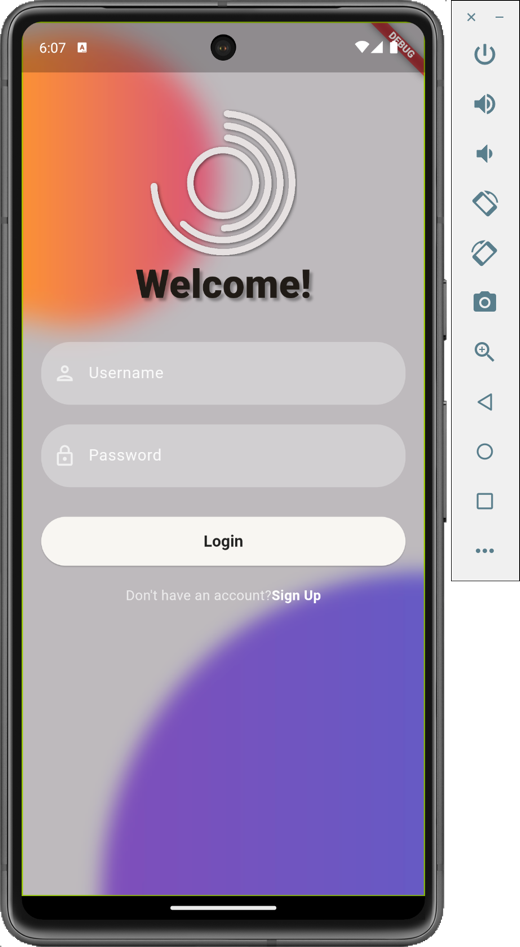 6:07
A
DEBUG
Welcome!
Username
Password
Login
Don't have an account?Sign Up